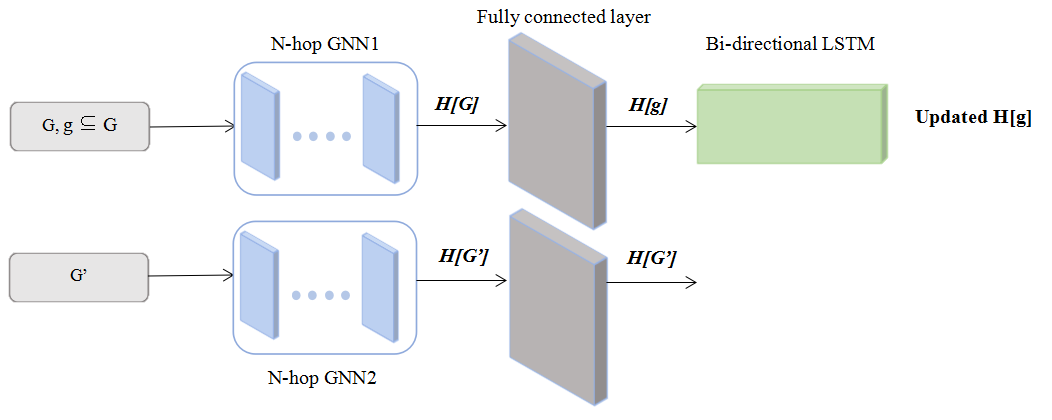 Fully connected layer
N-hop GNN1
Bi-directional LSTM
G, g ⊆ G
H[G]
H[g]
Updated H[g]
G’
H[G’]
H[G’]
N-hop GNN2